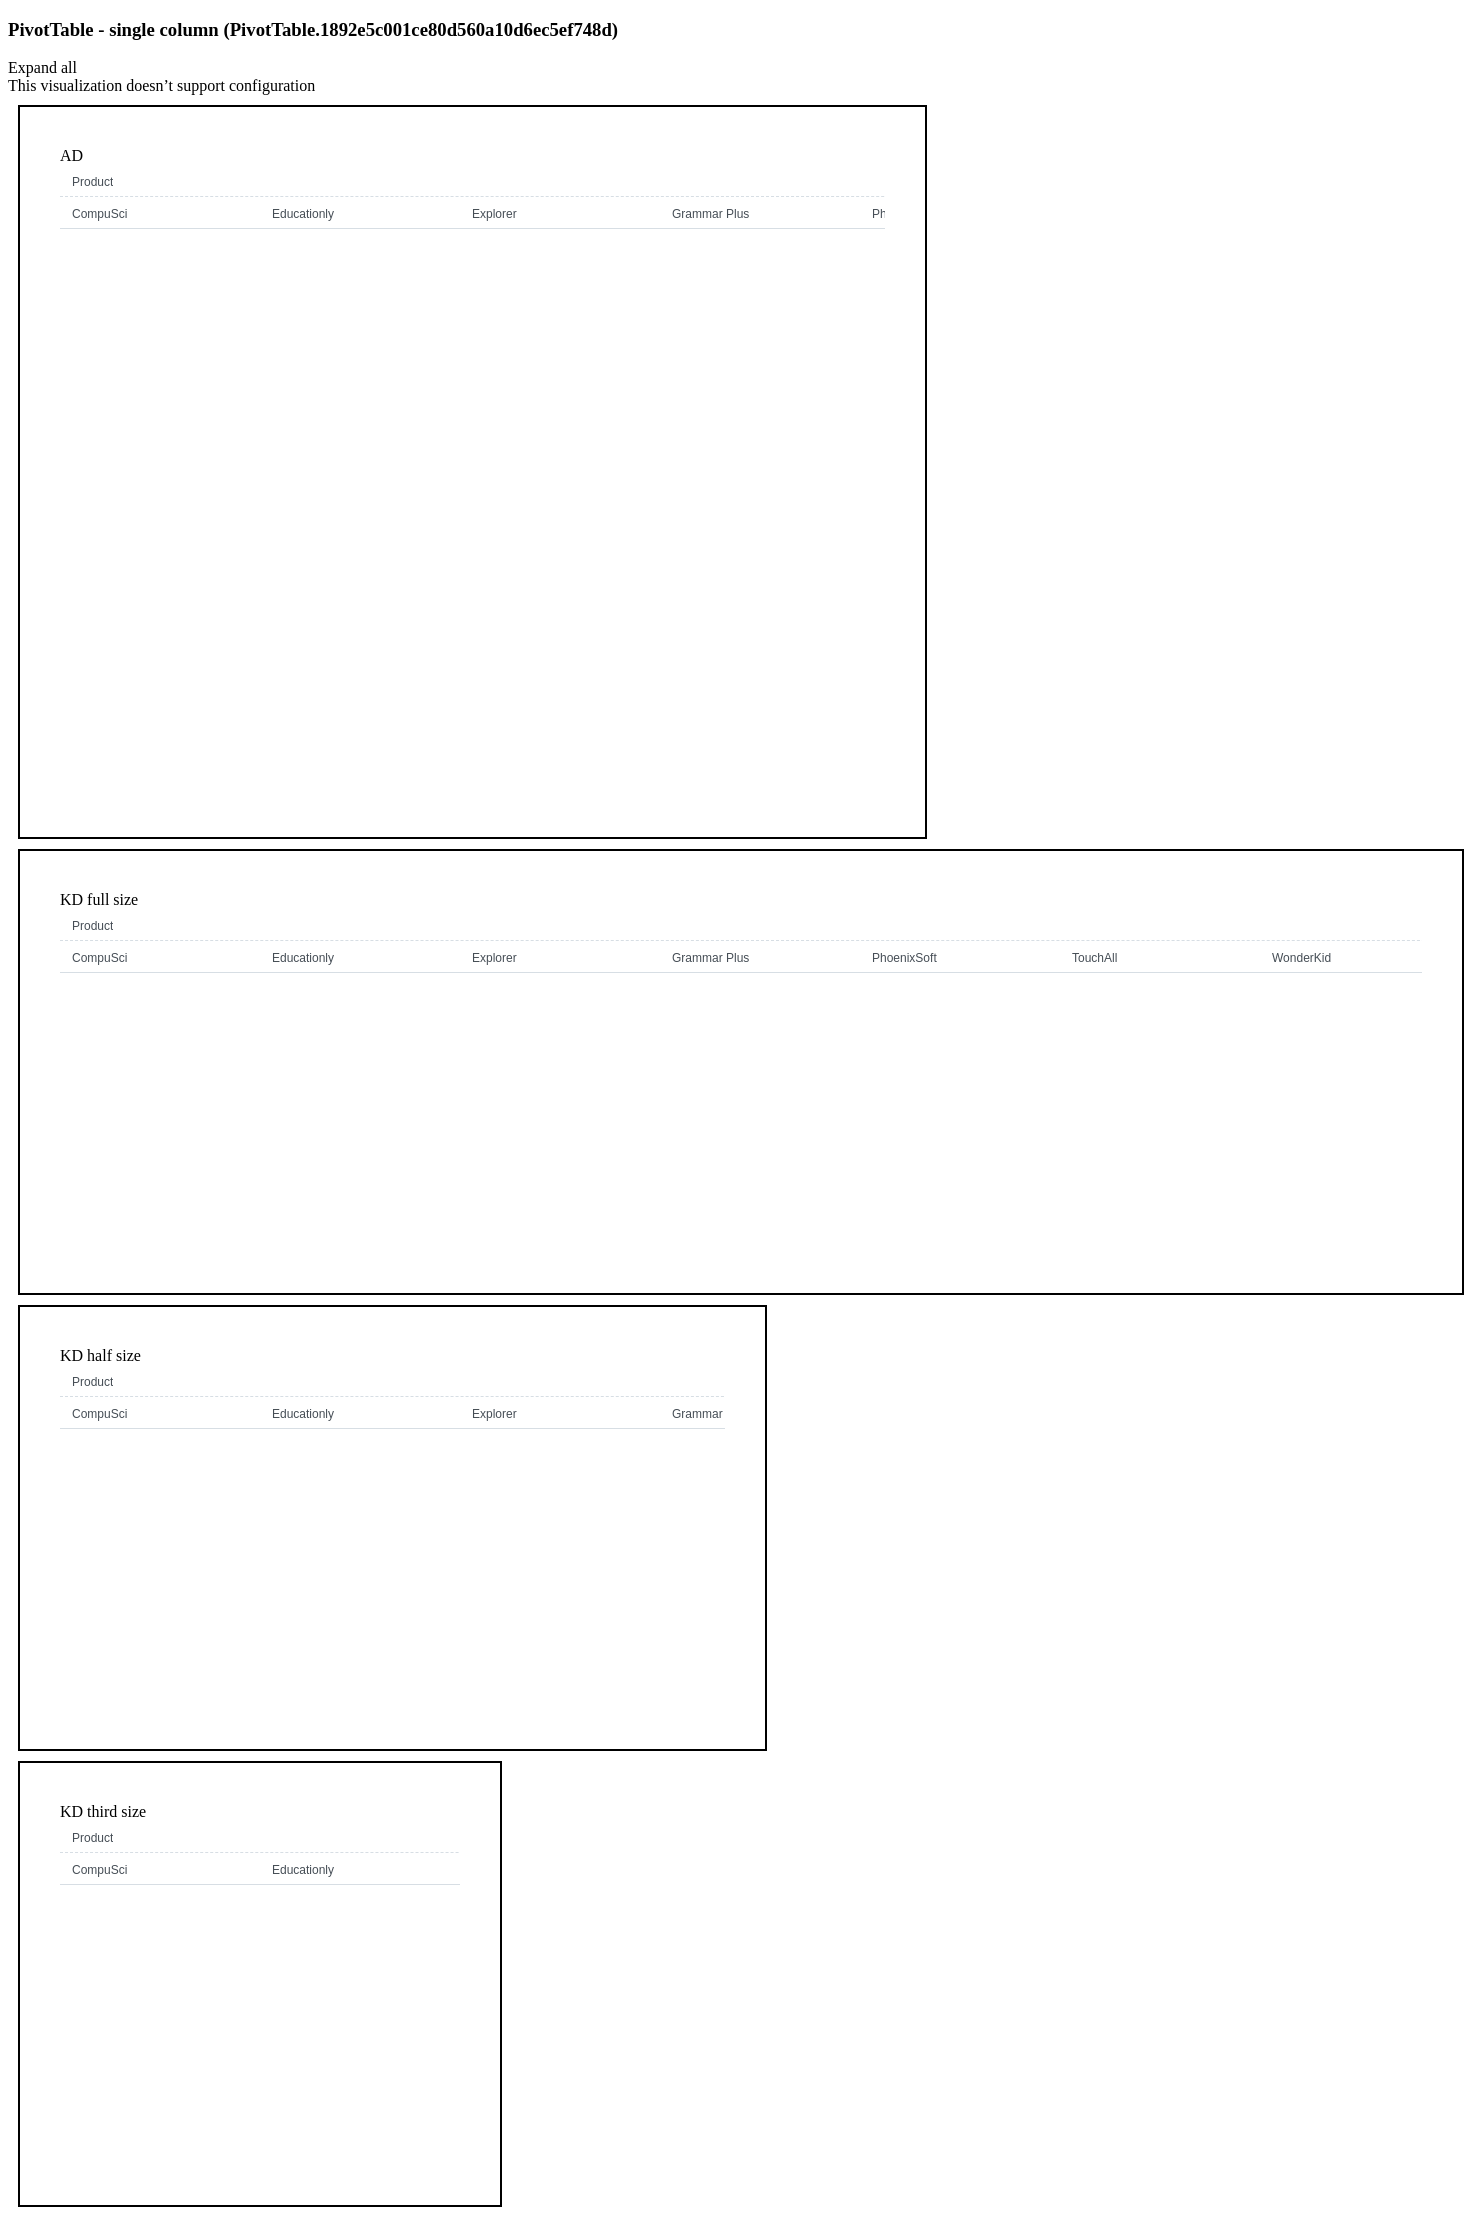 PivotTable - single column (PivotTable.1892e5c001ce80d560a10d6ec5ef748d)
Expand all
This visualization doesn’t support configuration
AD
Product
CompuSci Educationly Explorer Grammar Plus Ph
KD full size
Product
CompuSci Educationly Explorer Grammar Plus PhoenixSoft TouchAll WonderKid
KD half size
Product
CompuSci Educationly Explorer Grammar
KD third size
Product
CompuSci Educationly